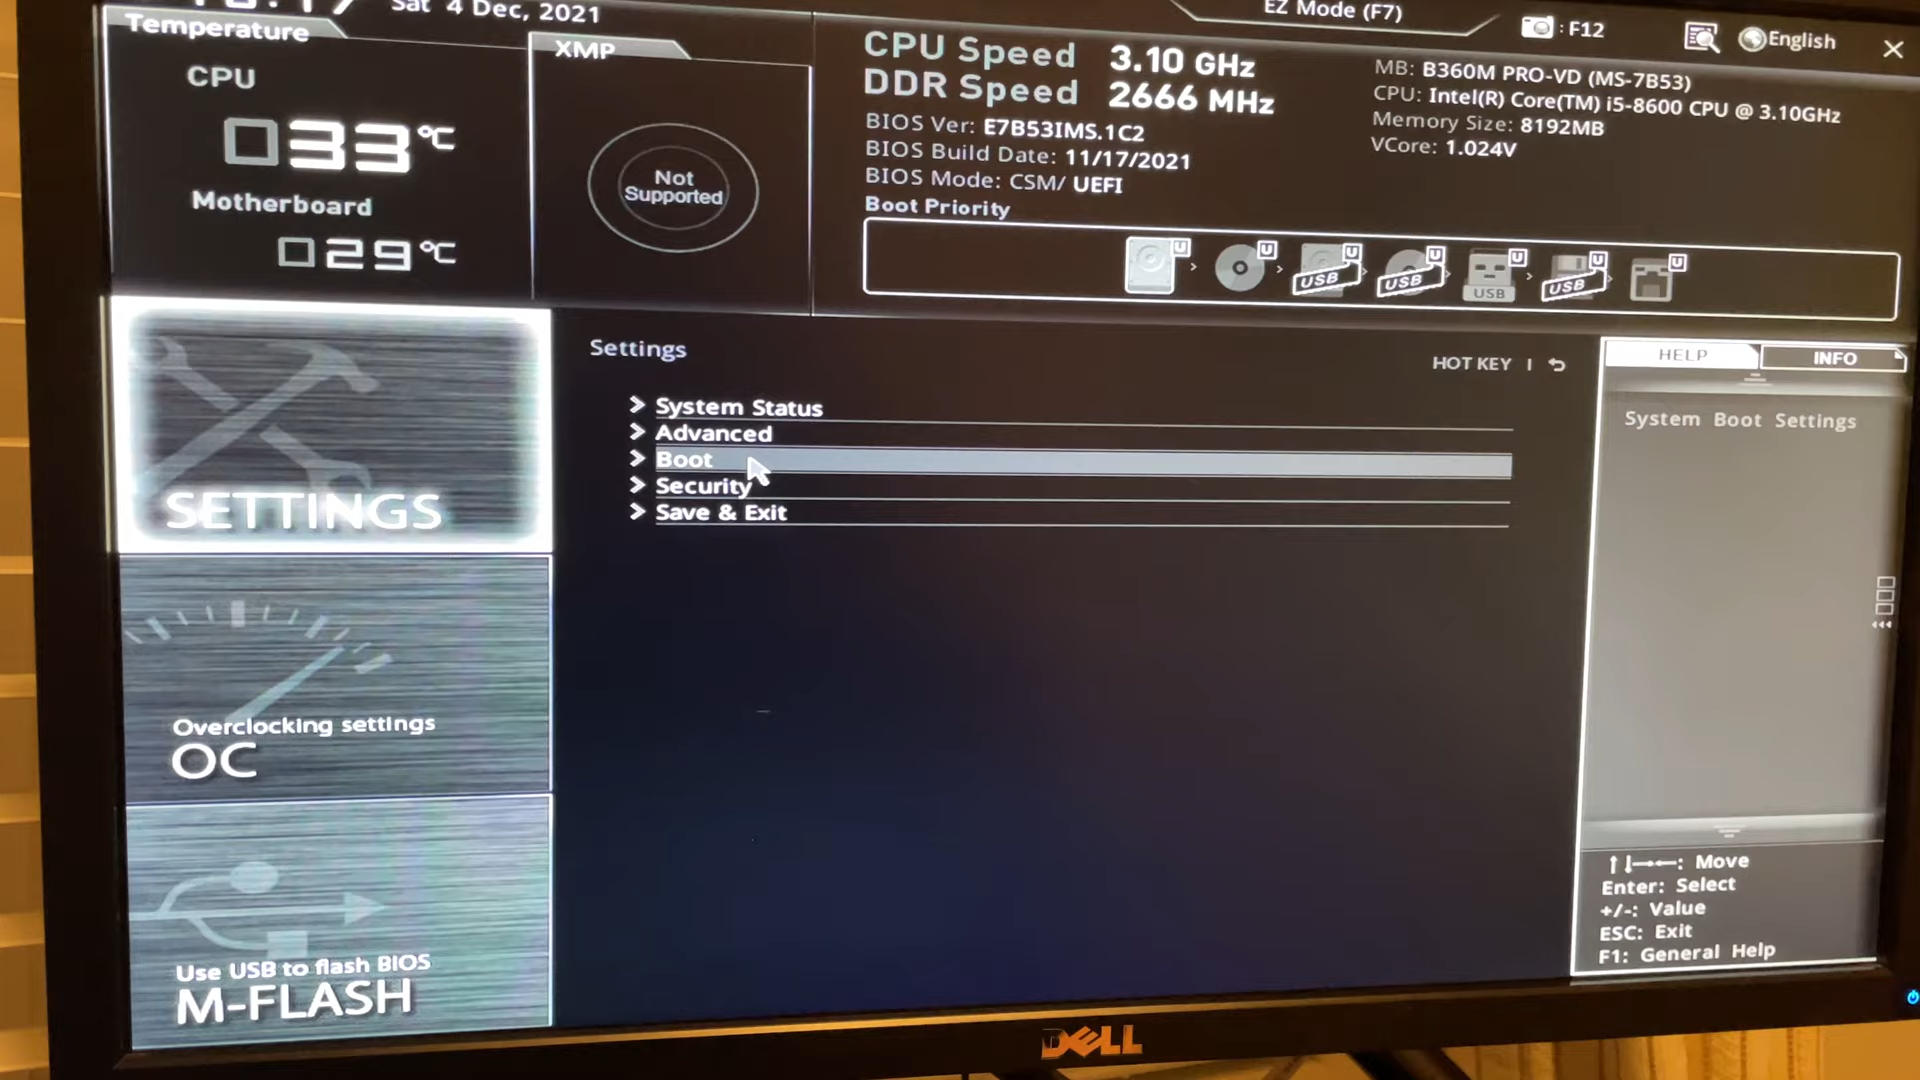 Sat 4 Dec, 2021
EZ Mode (F7)
: F12
English
Temperature
CPU
33°C
Motherboard
29°C
XMP
Not
Supported
CPU Speed 3.10 GHz
DDR Speed 2666 MHz
BIOS Ver: E7B53IMS.1C2
BIOS Build Date: 11/17/2021
BIOS Mode: CSM/ UEFI
Boot Priority
MB: B360M PRO-VD (MS-7B53)
CPU: Intel(R) Core(TM) i5-8600 CPU @ 3.10GHz
Memory Size: 8192MB
VCore: 1.024V
U U U U U U U
USB USB USB USB
SETTINGS
Overclocking settings
OC
Use USB to flash BIOS
M-FLASH
Settings
HOT KEY |
> System Status
> Advanced
> Boot
> Security
> Save & Exit
HELP
INFO
System Boot Settings
↑↓→←: Move
Enter: Select
+/-: Value
ESC: Exit
F1: General Help
DELL